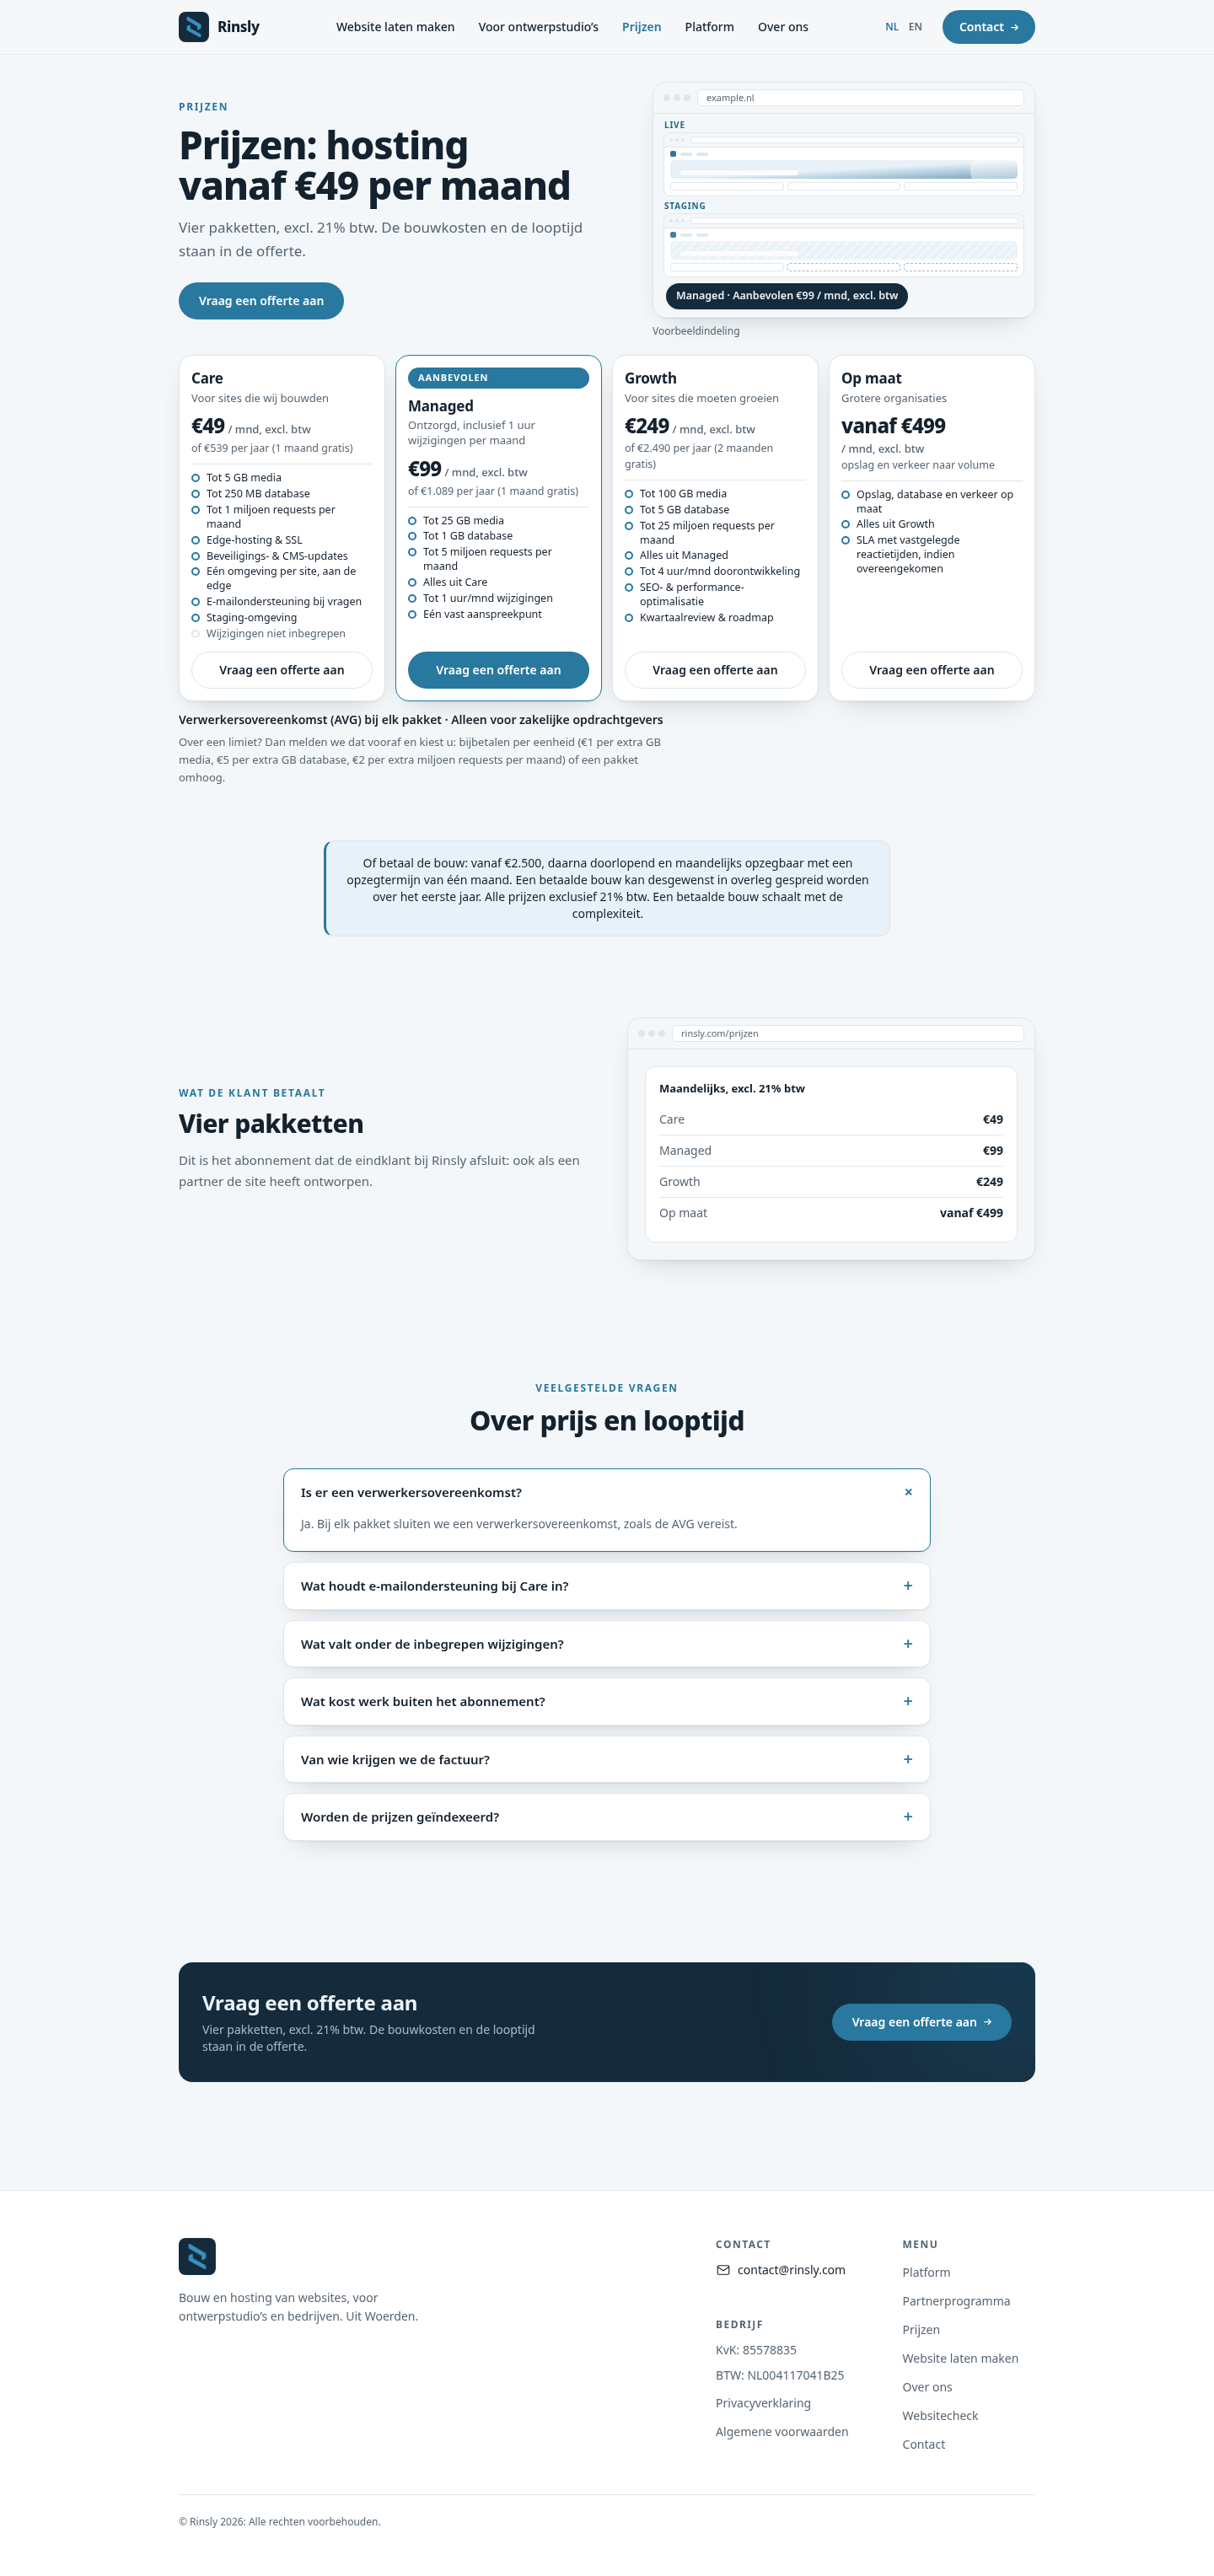 Rinsly
Website laten maken
Voor ontwerpstudio's
Prijzen
Platform
Over ons
NL
EN
Contact →
PRIJZEN
Prijzen: hosting
vanaf €49 per maand
Vier pakketten, excl. 21% btw. De bouwkosten en de looptijd
staan in de offerte.
Vraag een offerte aan
example.nl
LIVE
STAGING
Managed · Aanbevolen €99 / mnd, excl. btw
Voorbeeldindeling
Care
Voor sites die wij bouwden
€49 / mnd, excl. btw
of €539 per jaar (1 maand gratis)
Tot 5 GB media
Tot 250 MB database
Tot 1 miljoen requests per
maand
Edge-hosting & SSL
Beveiligings- & CMS-updates
Eén omgeving per site, aan de
edge
E-mailondersteuning bij vragen
Staging-omgeving
Wijzigingen niet inbegrepen
Vraag een offerte aan
AANBEVOLEN
Managed
Ontzorgd, inclusief 1 uur
wijzigingen per maand
€99 / mnd, excl. btw
of €1.089 per jaar (1 maand gratis)
Tot 25 GB media
Tot 1 GB database
Tot 5 miljoen requests per
maand
Alles uit Care
Tot 1 uur/mnd wijzigingen
Eén vast aanspreekpunt
Vraag een offerte aan
Growth
Voor sites die moeten groeien
€249 / mnd, excl. btw
of €2.490 per jaar (2 maanden
gratis)
Tot 100 GB media
Tot 5 GB database
Tot 25 miljoen requests per
maand
Alles uit Managed
Tot 4 uur/mnd doorontwikkeling
SEO- & performance-
optimalisatie
Kwartaalreview & roadmap
Vraag een offerte aan
Op maat
Grotere organisaties
vanaf €499
/ mnd, excl. btw
opslag en verkeer naar volume
Opslag, database en verkeer op
maat
Alles uit Growth
SLA met vastgelegde
reactietijden, indien
overeengekomen
Vraag een offerte aan
Verwerkersovereenkomst (AVG) bij elk pakket · Alleen voor zakelijke opdrachtgevers
Over een limiet? Dan melden we dat vooraf en kiest u: bijbetalen per eenheid (€1 per extra GB
media, €5 per extra GB database, €2 per extra miljoen requests per maand) of een pakket
omhoog.
Of betaal de bouw: vanaf €2.500, daarna doorlopend en maandelijks opzegbaar met een
opzegtermijn van één maand. Een betaalde bouw kan desgewenst in overleg gespreid worden
over het eerste jaar. Alle prijzen exclusief 21% btw. Een betaalde bouw schaalt met de
complexiteit.
WAT DE KLANT BETAALT
Vier pakketten
Dit is het abonnement dat de eindklant bij Rinsly afsluit: ook als een
partner de site heeft ontworpen.
rinsly.com/prijzen
Maandelijks, excl. 21% btw
Care €49
Managed €99
Growth €249
Op maat vanaf €499
VEELGESTELDE VRAGEN
Over prijs en looptijd
Is er een verwerkersovereenkomst? ×
Ja. Bij elk pakket sluiten we een verwerkersovereenkomst, zoals de AVG vereist.
Wat houdt e-mailondersteuning bij Care in? +
Wat valt onder de inbegrepen wijzigingen? +
Wat kost werk buiten het abonnement? +
Van wie krijgen we de factuur? +
Worden de prijzen geïndexeerd? +
Vraag een offerte aan
Vier pakketten, excl. 21% btw. De bouwkosten en de looptijd
staan in de offerte.
Vraag een offerte aan →
Bouw en hosting van websites, voor
ontwerpstudio's en bedrijven. Uit Woerden.
CONTACT
contact@rinsly.com
BEDRIJF
KvK: 85578835
BTW: NL004117041B25
Privacyverklaring
Algemene voorwaarden
MENU
Platform
Partnerprogramma
Prijzen
Website laten maken
Over ons
Websitecheck
Contact
© Rinsly 2026: Alle rechten voorbehouden.